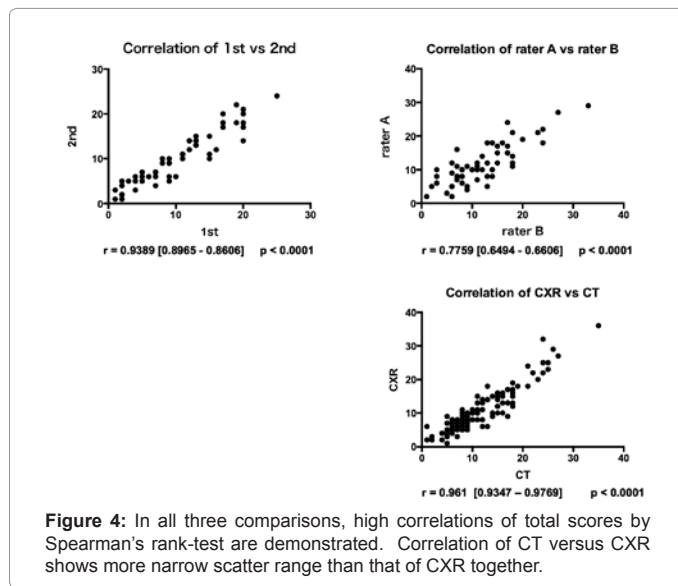 Correlation of 1st vs 2nd
30
20
10
0
2nd
0 10 20 30
1st
r = 0.9389 [0.8965 - 0.8606] p < 0.0001
Correlation of rater A vs rater B
40
30
20
10
0
rater A
0 10 20 30 40
rater B
r = 0.7759 [0.6494 - 0.6606] p < 0.0001
Correlation of CXR vs CT
40
30
20
10
0
CXR
0 10 20 30 40
CT
r = 0.961 [0.9347 – 0.9769] p < 0.0001
Figure 4: In all three comparisons, high correlations of total scores by
Spearman's rank-test are demonstrated. Correlation of CT versus CXR
shows more narrow scatter range than that of CXR together.